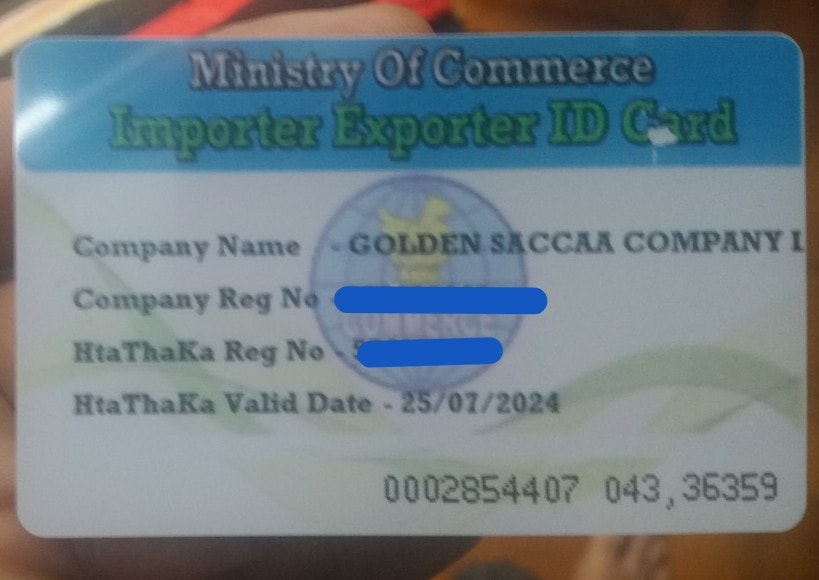 Ministry Of Commerce
Importer Exporter ID Card
Company Name - GOLDEN SACCAA COMPANY L
Company Reg No
HtaThaKa Reg No -
COMMERCE
HtaThaKa Valid Date - 25/07/2024
0002854407 043,36359